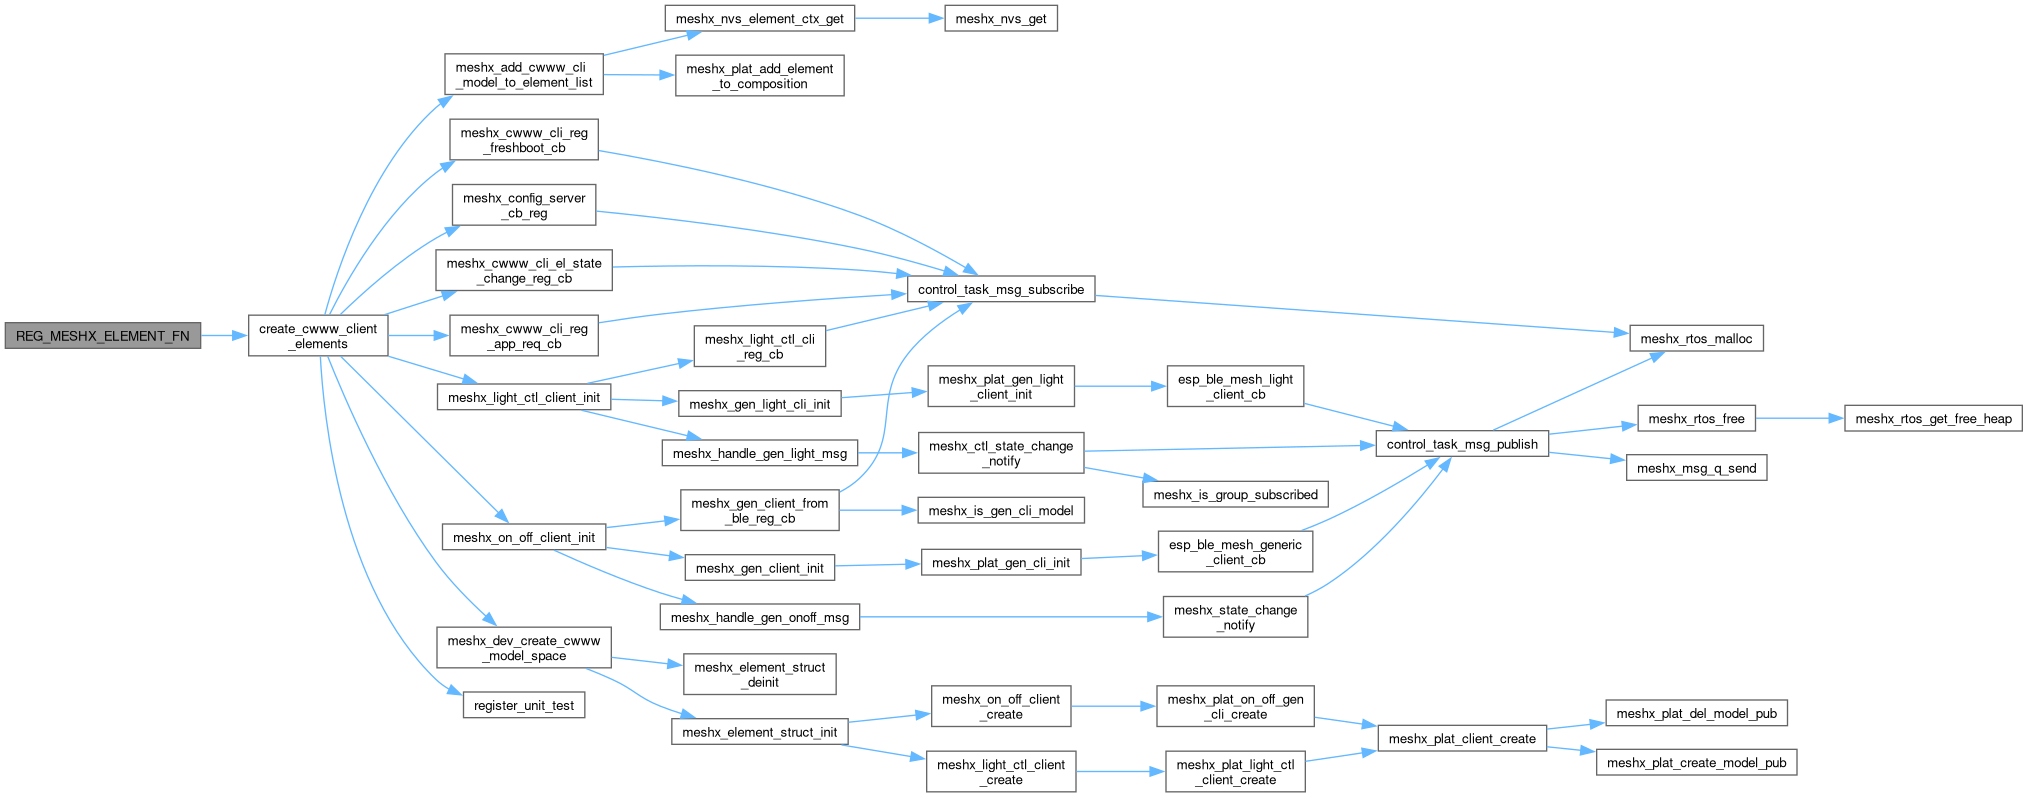 REG_MESHX_ELEMENT_FN
create_cwww_client
_elements
meshx_add_cwww_cli
_model_to_element_list
meshx_nvs_element_ctx_get
meshx_nvs_get
meshx_plat_add_element
_to_composition
meshx_cwww_cli_reg
_freshboot_cb
meshx_config_server
_cb_reg
meshx_cwww_cli_el_state
_change_reg_cb
meshx_cwww_cli_reg
_app_req_cb
control_task_msg_subscribe
meshx_rtos_malloc
meshx_light_ctl_client_init
meshx_light_ctl_cli
_reg_cb
meshx_gen_light_cli_init
meshx_plat_gen_light
_client_init
esp_ble_mesh_light
_client_cb
control_task_msg_publish
meshx_rtos_free
meshx_rtos_get_free_heap
meshx_msg_q_send
meshx_handle_gen_light_msg
meshx_ctl_state_change
_notify
meshx_is_group_subscribed
meshx_on_off_client_init
meshx_gen_client_from
_ble_reg_cb
meshx_is_gen_cli_model
meshx_gen_client_init
meshx_plat_gen_cli_init
esp_ble_mesh_generic
_client_cb
meshx_handle_gen_onoff_msg
meshx_state_change
_notify
meshx_dev_create_cwww
_model_space
meshx_element_struct
_deinit
register_unit_test
meshx_element_struct_init
meshx_on_off_client
_create
meshx_plat_on_off_gen
_cli_create
meshx_light_ctl_client
_create
meshx_plat_light_ctl
_client_create
meshx_plat_client_create
meshx_plat_del_model_pub
meshx_plat_create_model_pub